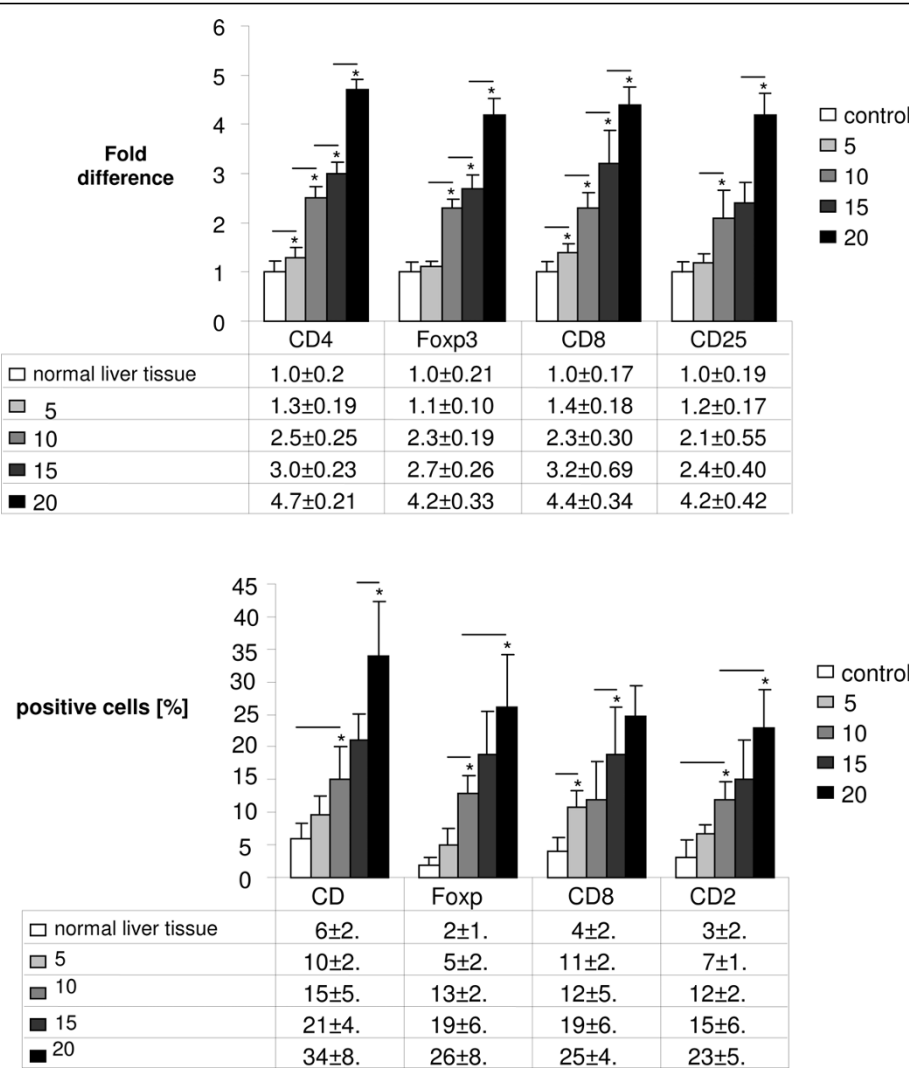 6
5
4
3
2
1
0
Fold
difference
* * * *
* * *
* * * *
* *
control
5
10
15
20
CD4 Foxp3 CD8 CD25
normal liver tissue 1.0±0.2 1.0±0.21 1.0±0.17 1.0±0.19
5 1.3±0.19 1.1±0.10 1.4±0.18 1.2±0.17
10 2.5±0.25 2.3±0.19 2.3±0.30 2.1±0.55
15 3.0±0.23 2.7±0.26 3.2±0.69 2.4±0.40
20 4.7±0.21 4.2±0.33 4.4±0.34 4.2±0.42
45
40
35
30
25
20
15
10
5
0
positive cells [%]
* *
* *
* *
* *
control
5
10
15
20
CD Foxp CD8 CD2
normal liver tissue 6±2. 2±1. 4±2. 3±2.
5 10±2. 5±2. 11±2. 7±1.
10 15±5. 13±2. 12±5. 12±2.
15 21±4. 19±6. 19±6. 15±6.
20 34±8. 26±8. 25±4. 23±5.